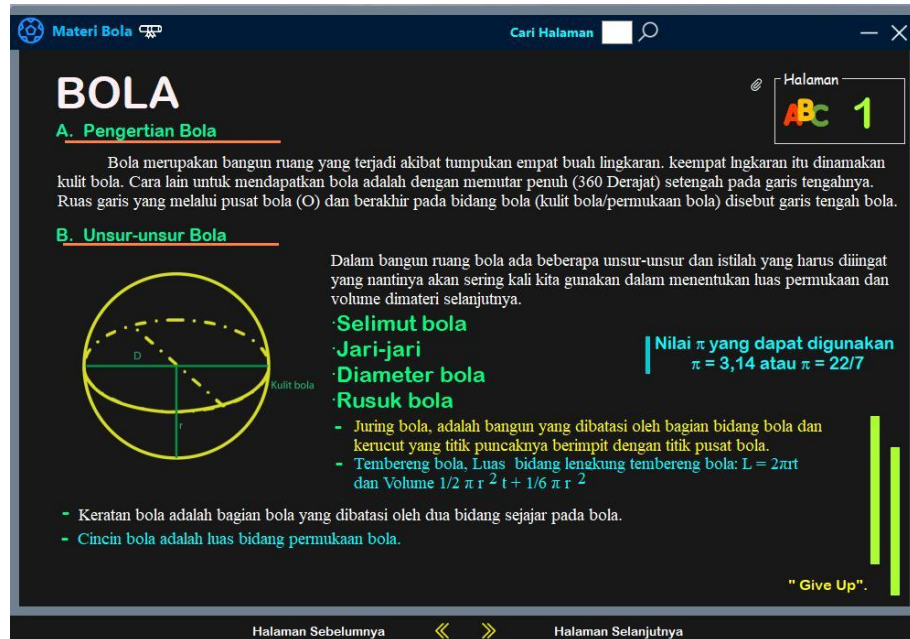 Materi Bola
Cari Halaman
BOLA
Halaman
ABC 1
A. Pengertian Bola
Bola merupakan bangun ruang yang terjadi akibat tumpukan empat buah lingkaran. keempat lngkaran itu dinamakan
kulit bola. Cara lain untuk mendapatkan bola adalah dengan memutar penuh (360 Derajat) setengah pada garis tengahnya.
Ruas garis yang melalui pusat bola (O) dan berakhir pada bidang bola (kulit bola/permukaan bola) disebut garis tengah bola.
B. Unsur-unsur Bola
Dalam bangun ruang bola ada beberapa unsur-unsur dan istilah yang harus diiingat
yang nantinya akan sering kali kita gunakan dalam menentukan luas permukaan dan
volume dimateri selanjutnya.
·Selimut bola
·Jari-jari
·Diameter bola
·Rusuk bola
Nilai π yang dapat digunakan
π = 3,14 atau π = 22/7
D
Kulit bola
r
- Juring bola, adalah bangun yang dibatasi oleh bagian bidang bola dan
kerucut yang titik puncaknya berimpit dengan titik pusat bola.
- Tembereng bola, Luas bidang lengkung tembereng bola: L = 2πrt
dan Volume 1/2 π r ² t + 1/6 π r ²
- Keratan bola adalah bagian bola yang dibatasi oleh dua bidang sejajar pada bola.
- Cincin bola adalah luas bidang permukaan bola.
" Give Up".
Halaman Sebelumnya
Halaman Selanjutnya